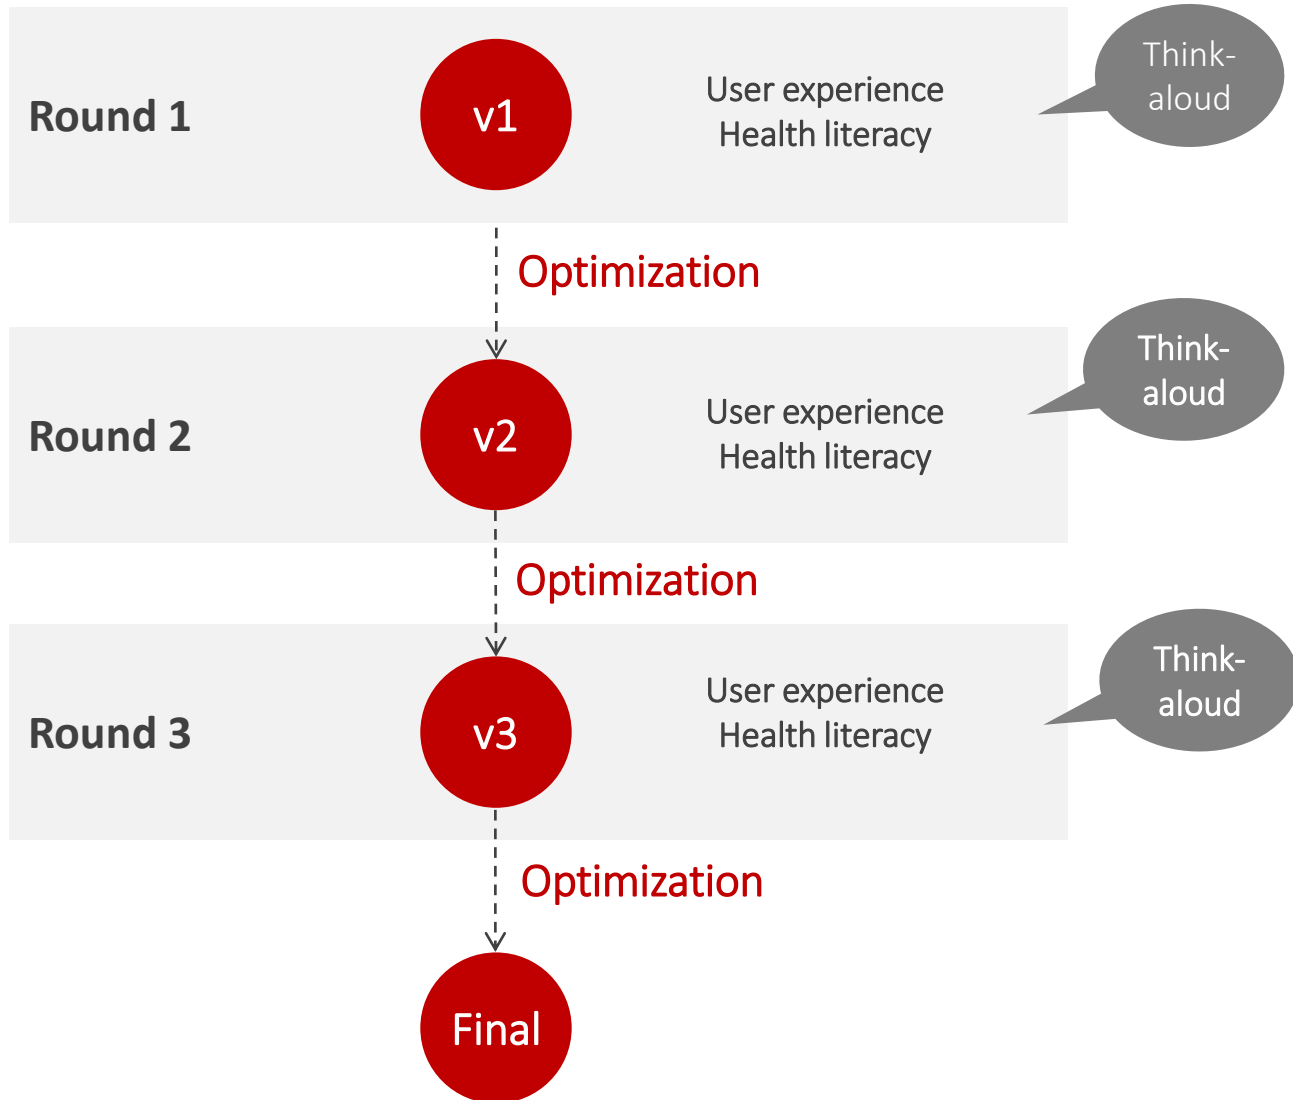 Round 1
v1
User experience
Health literacy
Think-
aloud
Optimization
Round 2
v2
User experience
Health literacy
Think-
aloud
Optimization
Round 3
v3
User experience
Health literacy
Think-
aloud
Optimization
Final